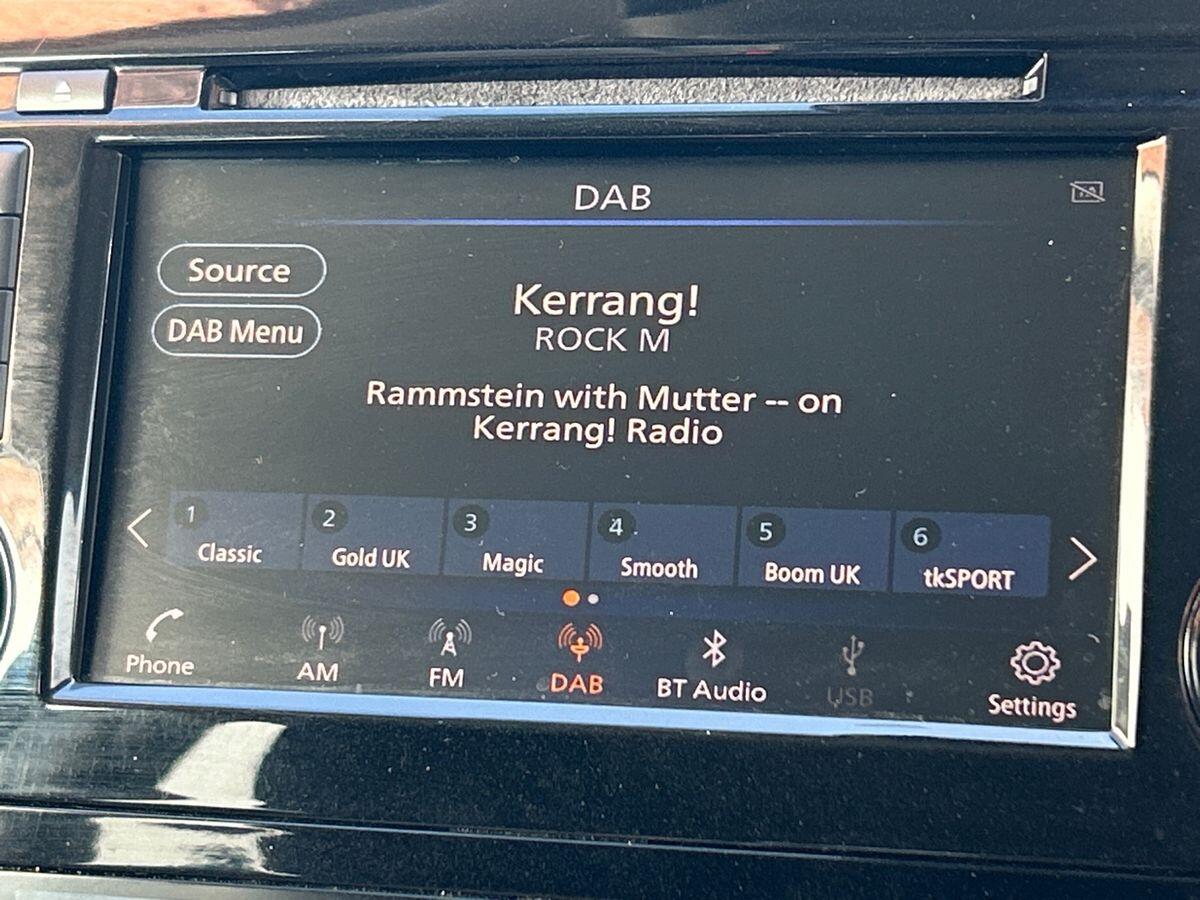 DAB
Source
Kerrang!
DAB Menu
ROCK M
Rammstein with Mutter -- on
Kerrang! Radio
1 2 3 4 5 6
Classic Gold UK Magic Smooth Boom UK tkSPORT
Phone AM FM DAB BT Audio USB Settings